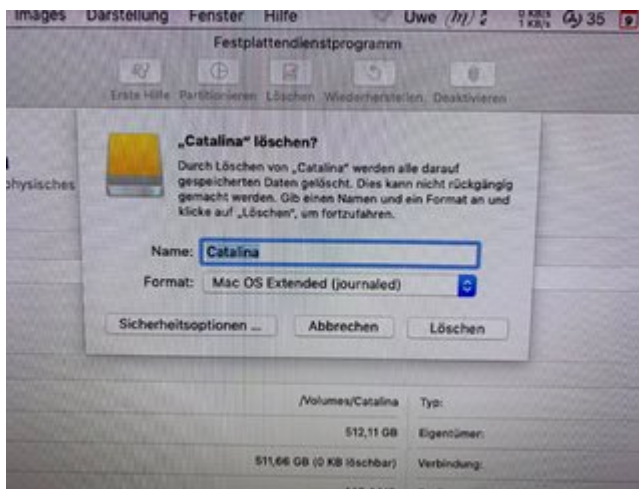 Images Darstellung Fenster Hilfe Uwe 1 KB/s 35 9
Festplattendienstprogramm
Erste Hilfe Partitionieren Löschen Wiederherstellen Deaktivieren
„Catalina“ löschen?
Durch Löschen von „Catalina“ werden alle darauf
physisches
gespeicherten Daten gelöscht. Dies kann nicht rückgängig
gemacht werden. Gib einen Namen und ein Format an und
klicke auf „Löschen“, um fortzufahren.
Name: Catalina
Format: Mac OS Extended (journaled)
Sicherheitsoptionen ... Abbrechen Löschen
/Volumes/Catalina Typ:
512,11 GB Eigentümer:
511,66 GB (0 KB löschbar) Verbindung: